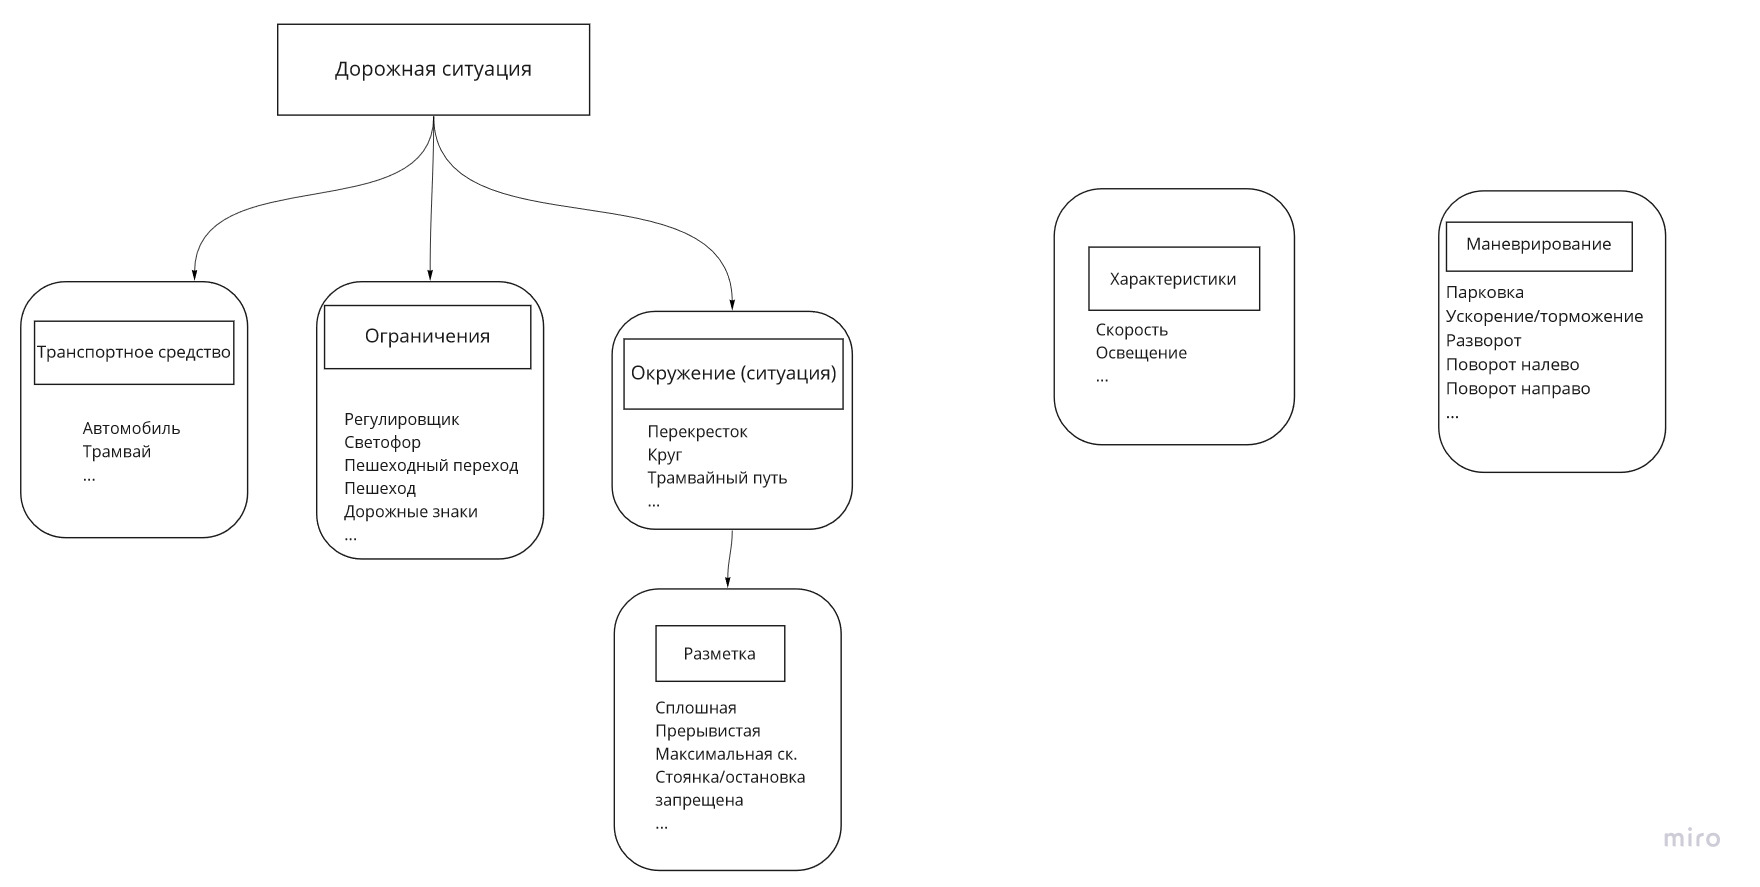 Дорожная ситуация
Транспортное средство
Автомобиль
Трамвай
...
Ограничения
Регулировщик
Светофор
Пешеходный переход
Пешеход
Дорожные знаки
...
Окружение (ситуация)
Перекресток
Круг
Трамвайный путь
...
Разметка
Сплошная
Прерывистая
Максимальная ск.
Стоянка/остановка
запрещена
...
Характеристики
Скорость
Освещение
...
Маневрирование
Парковка
Ускорение/торможение
Разворот
Поворот налево
Поворот направо
...
miro